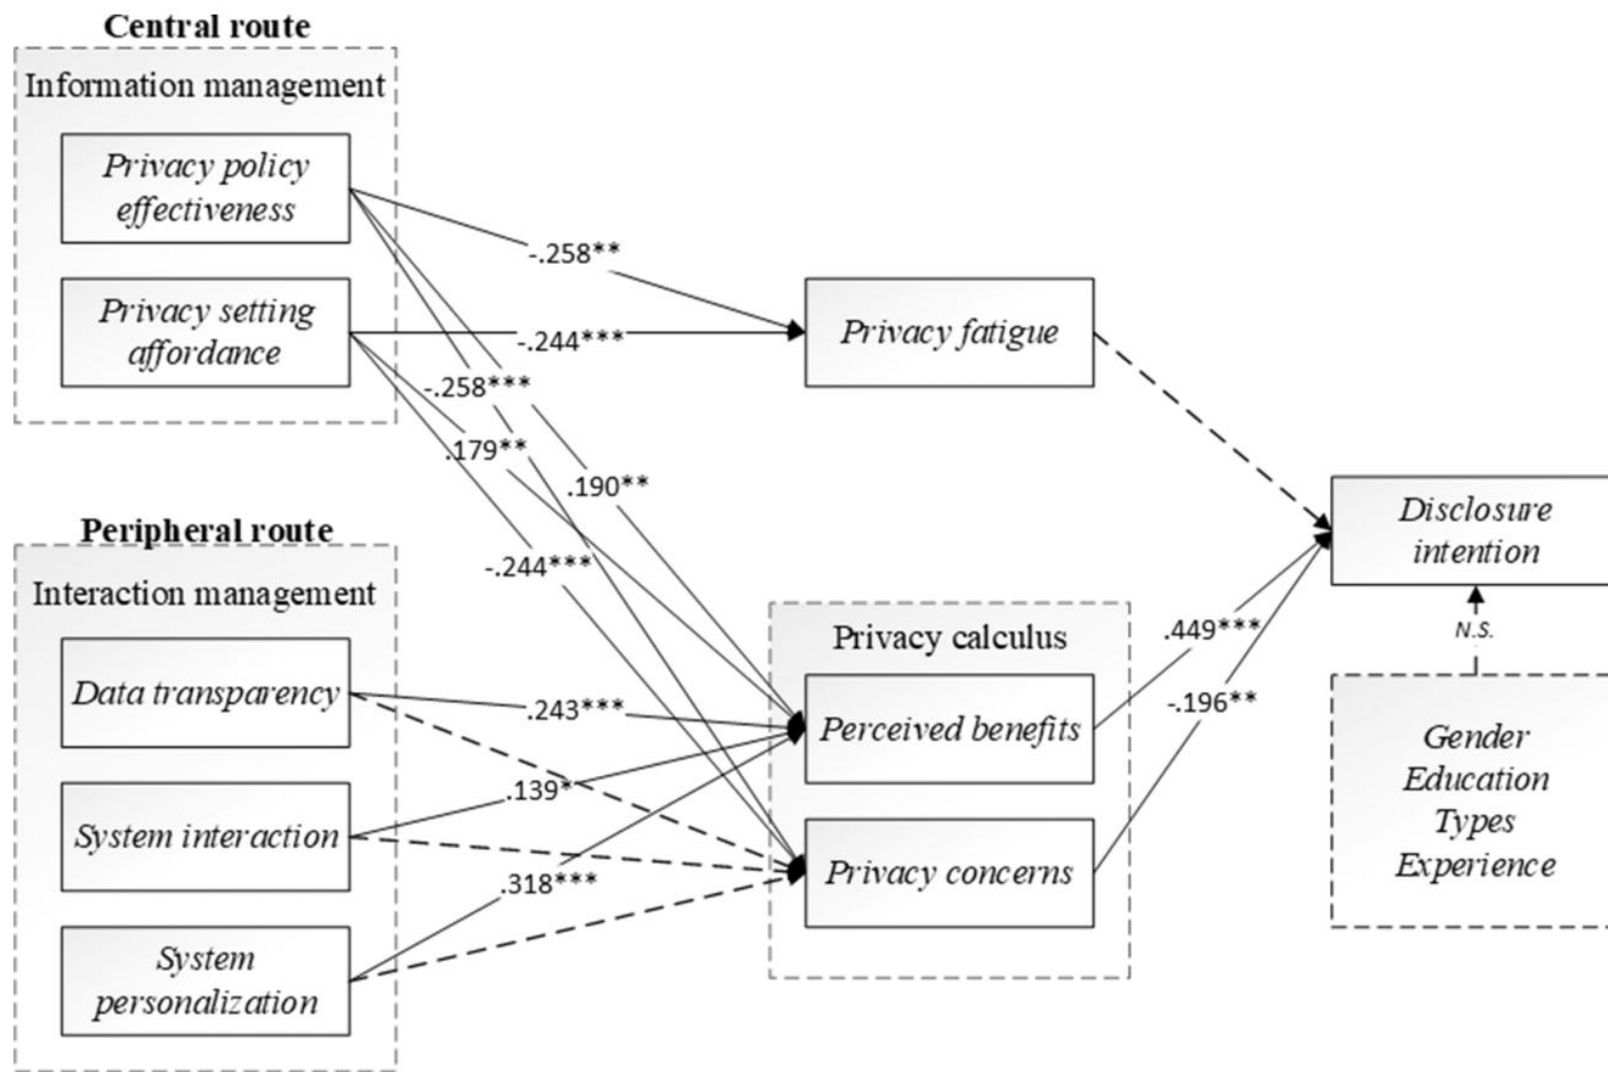 Central route
Information management
Privacy policy
effectiveness
Privacy setting
affordance
-.258**
-.244***
-.258***
.179**
.190**
-.244***
Privacy fatigue
Peripheral route
Interaction management
Data transparency
System interaction
System
personalization
.243***
.139*
.318***
Privacy calculus
Perceived benefits
Privacy concerns
.449***
-.196**
Disclosure
intention
N.S.
Gender
Education
Types
Experience